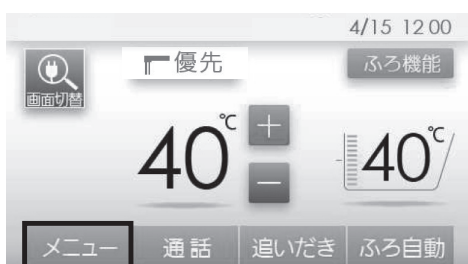 4/15 12 00
優先
ふろ機能
画面切替
40℃
+
40℃
−
メニュー
通話
追いだき
ふろ自動